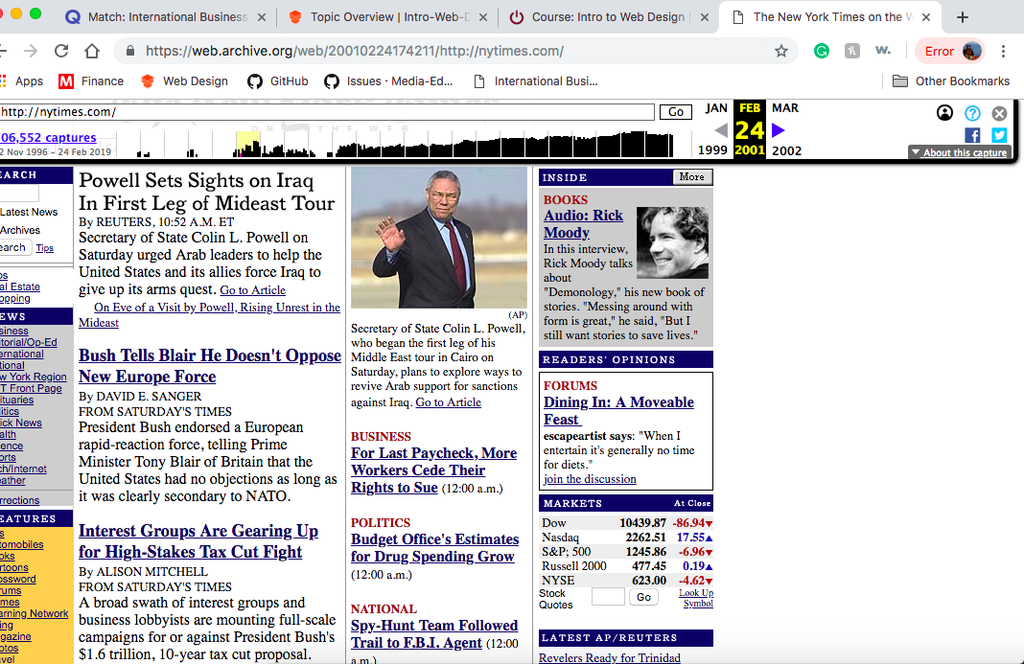 Match: International Business
Topic Overview | Intro-Web-D
Course: Intro to Web Design |
The New York Times on the W
https://web.archive.org/web/20010224174211/http://nytimes.com/
Error
Apps
Finance
Web Design
GitHub
Issues · Media-Ed...
International Busi...
Other Bookmarks
http://nytimes.com/
Go
JAN
FEB
MAR
06,552 captures
2 Nov 1996 – 24 Feb 2019
24
1999
2001
2002
About this capture
EARCH
Latest News
Archives
earch
Tips
bs
al Estate
opping
EWS
siness
itorial/Op-Ed
ernational
tional
w York Region
T Front Page
ituaries
litics
ick News
alth
ience
orts
ch/Internet
eather
rrections
EATURES
s
tomobiles
oks
rtoons
ossword
rums
mes
arning Network
ing
agazine
otos
vel
Powell Sets Sights on Iraq
In First Leg of Mideast Tour
By REUTERS, 10:52 A.M. ET
Secretary of State Colin L. Powell on
Saturday urged Arab leaders to help the
United States and its allies force Iraq to
give up its arms quest. Go to Article
On Eve of a Visit by Powell, Rising Unrest in the
Mideast
Bush Tells Blair He Doesn't Oppose
New Europe Force
By DAVID E. SANGER
FROM SATURDAY'S TIMES
President Bush endorsed a European
rapid-reaction force, telling Prime
Minister Tony Blair of Britain that the
United States had no objections as long as
it was clearly secondary to NATO.
Interest Groups Are Gearing Up
for High-Stakes Tax Cut Fight
By ALISON MITCHELL
FROM SATURDAY'S TIMES
A broad swath of interest groups and
business lobbyists are mounting full-scale
campaigns for or against President Bush's
$1.6 trillion, 10-year tax cut proposal.
(AP)
Secretary of State Colin L. Powell,
who began the first leg of his
Middle East tour in Cairo on
Saturday, plans to explore ways to
revive Arab support for sanctions
against Iraq. Go to Article
BUSINESS
For Last Paycheck, More
Workers Cede Their
Rights to Sue (12:00 a.m.)
POLITICS
Budget Office's Estimates
for Drug Spending Grow
(12:00 a.m.)
NATIONAL
Spy-Hunt Team Followed
Trail to F.B.I. Agent (12:00
a.m.)
INSIDE
More
BOOKS
Audio: Rick
Moody
In this interview,
Rick Moody talks
about
"Demonology," his new book of
stories. "Messing around with
form is great," he said, "But I
still want stories to save lives."
READERS' OPINIONS
FORUMS
Dining In: A Moveable
Feast
escapeartist says: "When I
entertain it's generally no time
for diets."
join the discussion
MARKETS At Close
Dow 10439.87 -86.94
Nasdaq 2262.51 17.55
S&P; 500 1245.86 -6.96
Russell 2000 477.45 0.19
NYSE 623.00 -4.62
Stock
Quotes
Go
Look Up
Symbol
LATEST AP/REUTERS
Revelers Ready for Trinidad